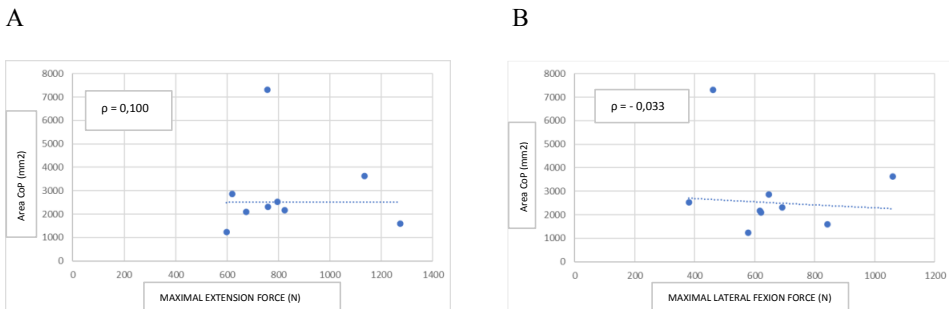 A
B
8000
7000
6000
5000
4000
3000
2000
1000
0
Area CoP (mm2)
ρ = 0,100
0 200 400 600 800 1000 1200 1400
MAXIMAL EXTENSION FORCE (N)
8000
7000
6000
5000
4000
3000
2000
1000
0
Area CoP (mm2)
ρ = - 0,033
0 200 400 600 800 1000 1200
MAXIMAL LATERAL FEXION FORCE (N)